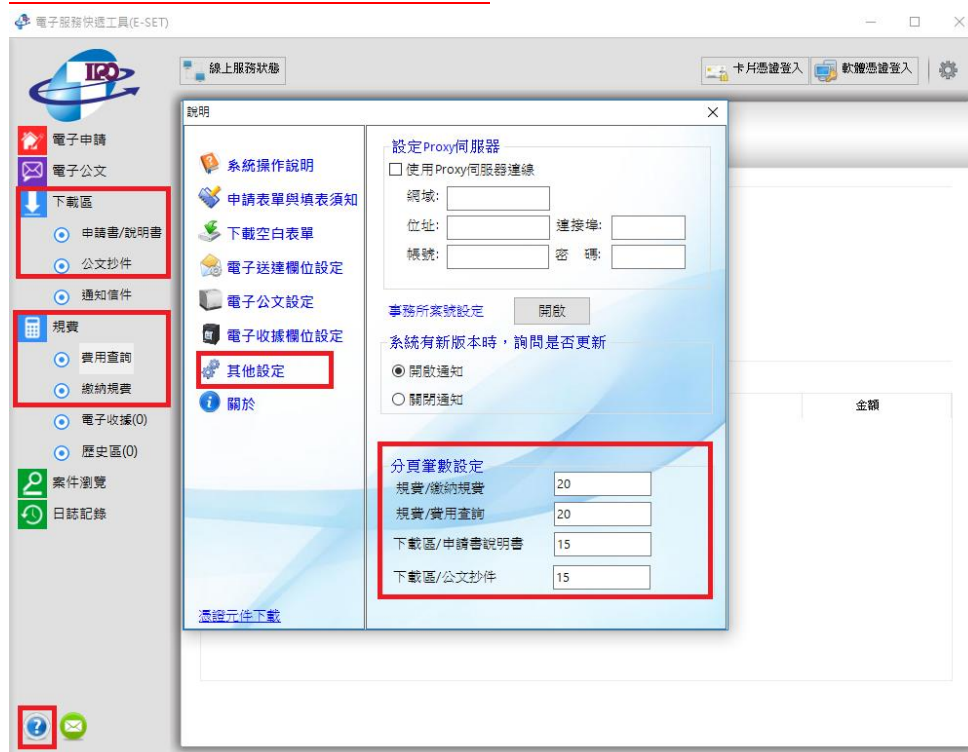 電子服務快遞工具(E-SET)
IPO
線上服務狀態
卡片憑證登入
軟體憑證登入
電子申請
電子公文
下載區
申請書/說明書
公文抄件
通知信件
規費
費用查詢
繳納規費
電子收據(0)
歷史區(0)
案件瀏覽
日誌記錄
說明
系統操作說明
申請表單與填表須知
下載空白表單
電子送達欄位設定
電子公文設定
電子收據欄位設定
其他設定
關於
憑證元件下載
設定Proxy伺服器
使用Proxy伺服器連線
網域:
位址:
連接埠:
帳號:
密 碼:
事務所案號設定
開啟
系統有新版本時，詢問是否更新
開啟通知
關閉通知
分頁筆數設定
規費/繳納規費 20
規費/費用查詢 20
下載區/申請書說明書 15
下載區/公文抄件 15
金額